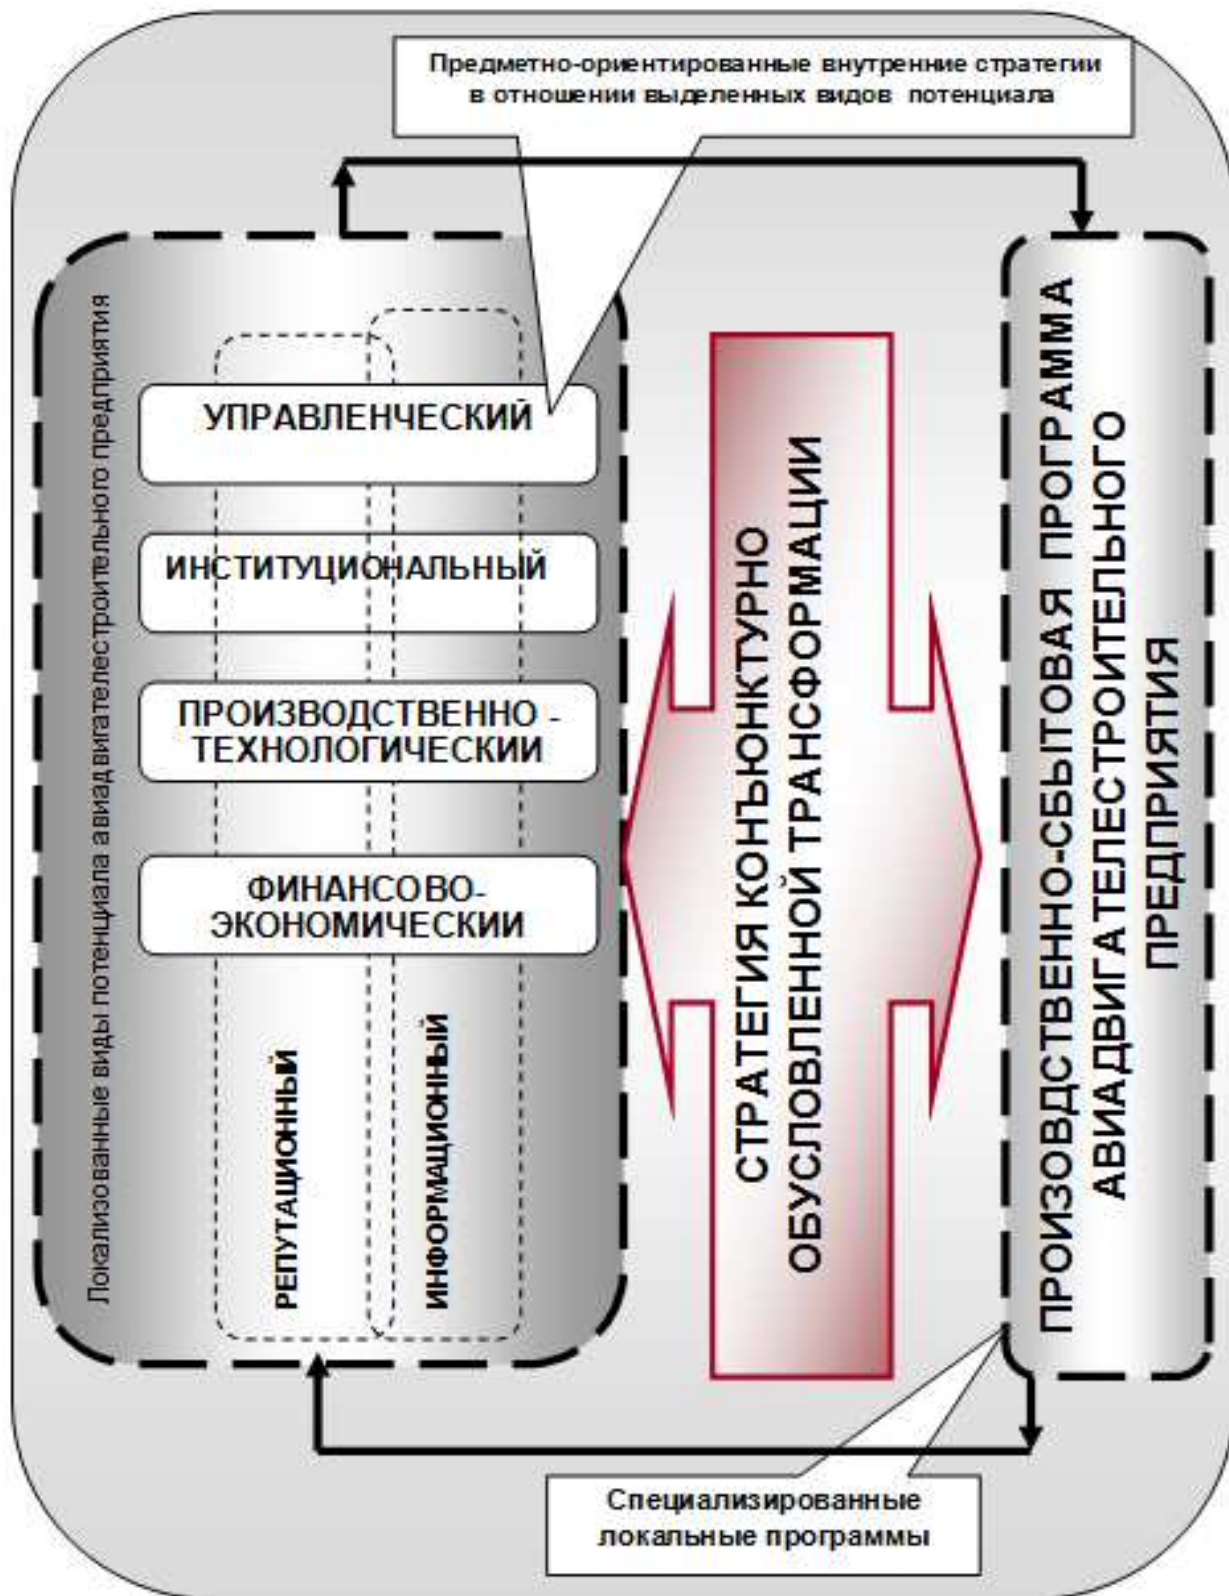 Предметно-ориентированные внутренние стратегии
в отношении выделенных видов потенциала
Локализованные виды потенциала авиадвигателестроительного предприятия
УПРАВЛЕНЧЕСКИЙ
ИНСТИТУЦИОНАЛЬНЫЙ
ПРОИЗВОДСТВЕННО -
ТЕХНОЛОГИЧЕСКИЙ
ФИНАНСОВО-
ЭКОНОМИЧЕСКИЙ
РЕПУТАЦИОННЫЙ
ИНФОРМАЦИОННЫЙ
СТРАТЕГИЯ КОНЪЮНКТУРНО
ОБУСЛОВЛЕННОЙ ТРАНСФОРМАЦИИ
ПРОИЗОВДСТВЕННО-СБЫТОВАЯ ПРОГРАММА
АВИАДВИГАТЕЛЕСТРОИТЕЛЬНОГО
ПРЕДПРИЯТИЯ
Специализированные
локальные программы